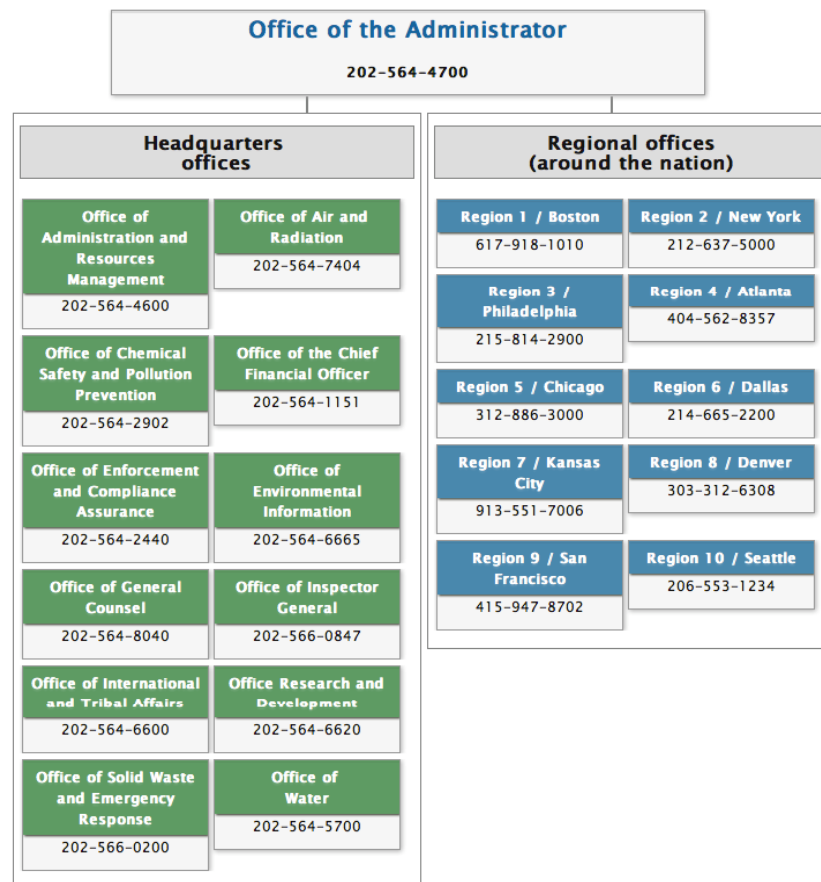 Office of the Administrator
202-564-4700
Headquarters
offices
Office of
Administration and
Resources
Management
202-564-4600
Office of Air and
Radiation
202-564-7404
Office of Chemical
Safety and Pollution
Prevention
202-564-2902
Office of the Chief
Financial Officer
202-564-1151
Office of Enforcement
and Compliance
Assurance
202-564-2440
Office of
Environmental
Information
202-564-6665
Office of General
Counsel
202-564-8040
Office of Inspector
General
202-566-0847
Office of International
and Tribal Affairs
202-564-6600
Office Research and
Development
202-564-6620
Office of Solid Waste
and Emergency
Response
202-566-0200
Office of
Water
202-564-5700
Regional offices
(around the nation)
Region 1 / Boston
617-918-1010
Region 2 / New York
212-637-5000
Region 3 /
Philadelphia
215-814-2900
Region 4 / Atlanta
404-562-8357
Region 5 / Chicago
312-886-3000
Region 6 / Dallas
214-665-2200
Region 7 / Kansas
City
913-551-7006
Region 8 / Denver
303-312-6308
Region 9 / San
Francisco
415-947-8702
Region 10 / Seattle
206-553-1234